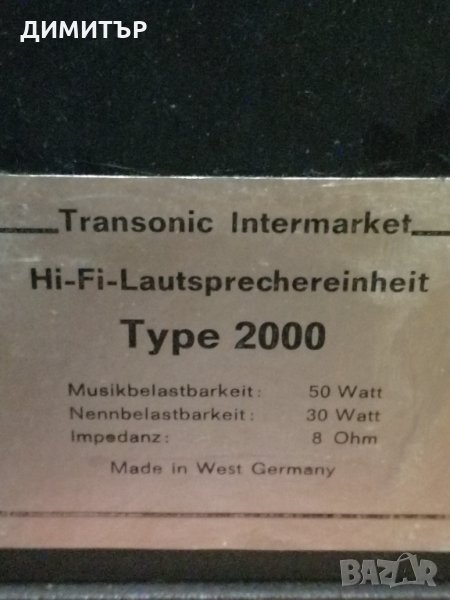 ДИМИТЪР
Transonic Intermarket
Hi-Fi-Lautsprechereinheit
Type 2000
Musikbelastbarkeit: 50 Watt
Nennbelastbarkeit: 30 Watt
Impedanz: 8 Ohm
Made in West Germany
BAZAR